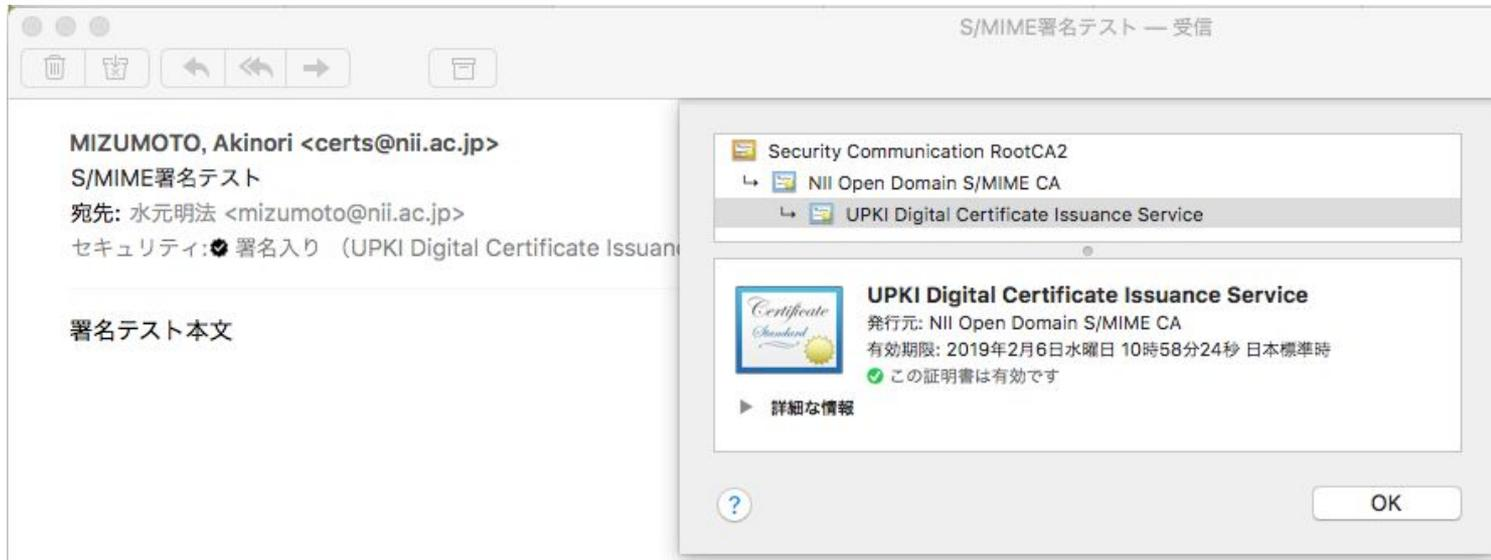 S/MIME署名テスト — 受信
MIZUMOTO, Akinori <certs@nii.ac.jp>
S/MIME署名テスト
宛先: 水元明法 <mizumoto@nii.ac.jp>
セキュリティ: 署名入り （UPKI Digital Certificate Issuan
署名テスト本文
Security Communication RootCA2
NII Open Domain S/MIME CA
UPKI Digital Certificate Issuance Service
Certificate
Standard
UPKI Digital Certificate Issuance Service
発行元: NII Open Domain S/MIME CA
有効期限: 2019年2月6日水曜日 10時58分24秒 日本標準時
この証明書は有効です
詳細な情報
?
OK